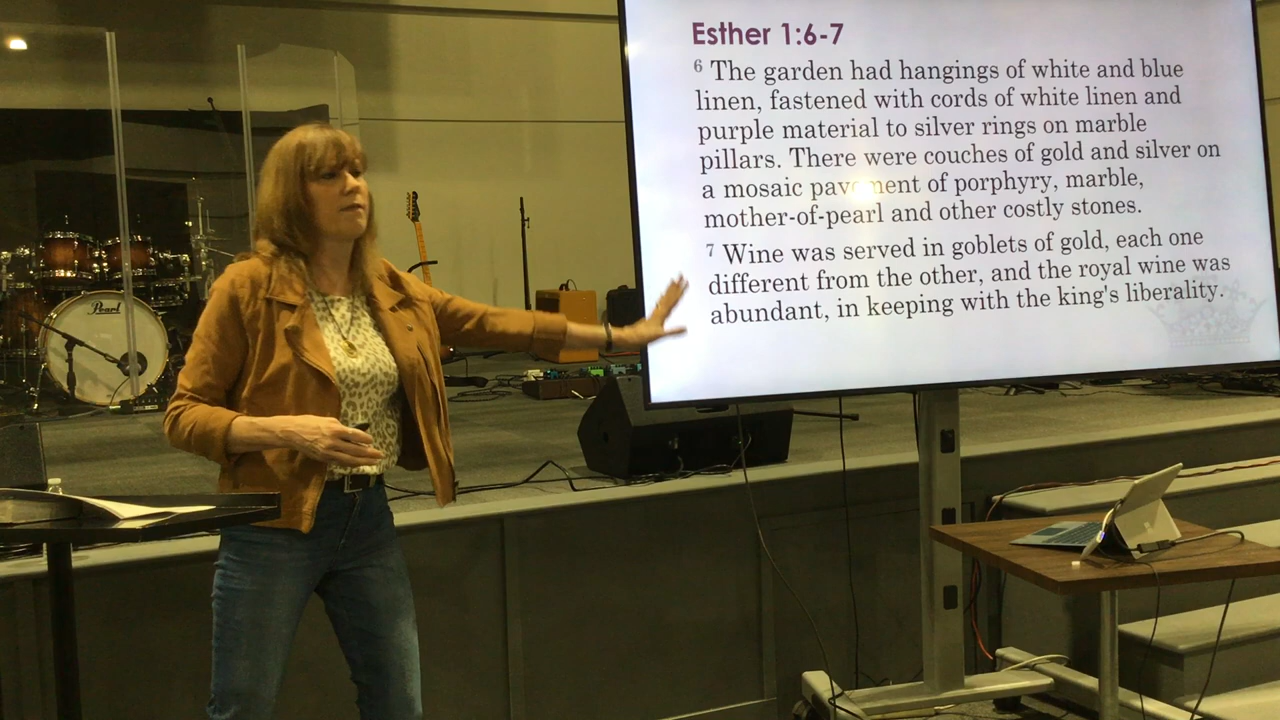 Esther 1:6-7
6 The garden had hangings of white and blue
linen, fastened with cords of white linen and
purple material to silver rings on marble
pillars. There were couches of gold and silver on
a mosaic pavement of porphyry, marble,
mother-of-pearl and other costly stones.
7 Wine was served in goblets of gold, each one
different from the other, and the royal wine was
abundant, in keeping with the king's liberality.
Pearl